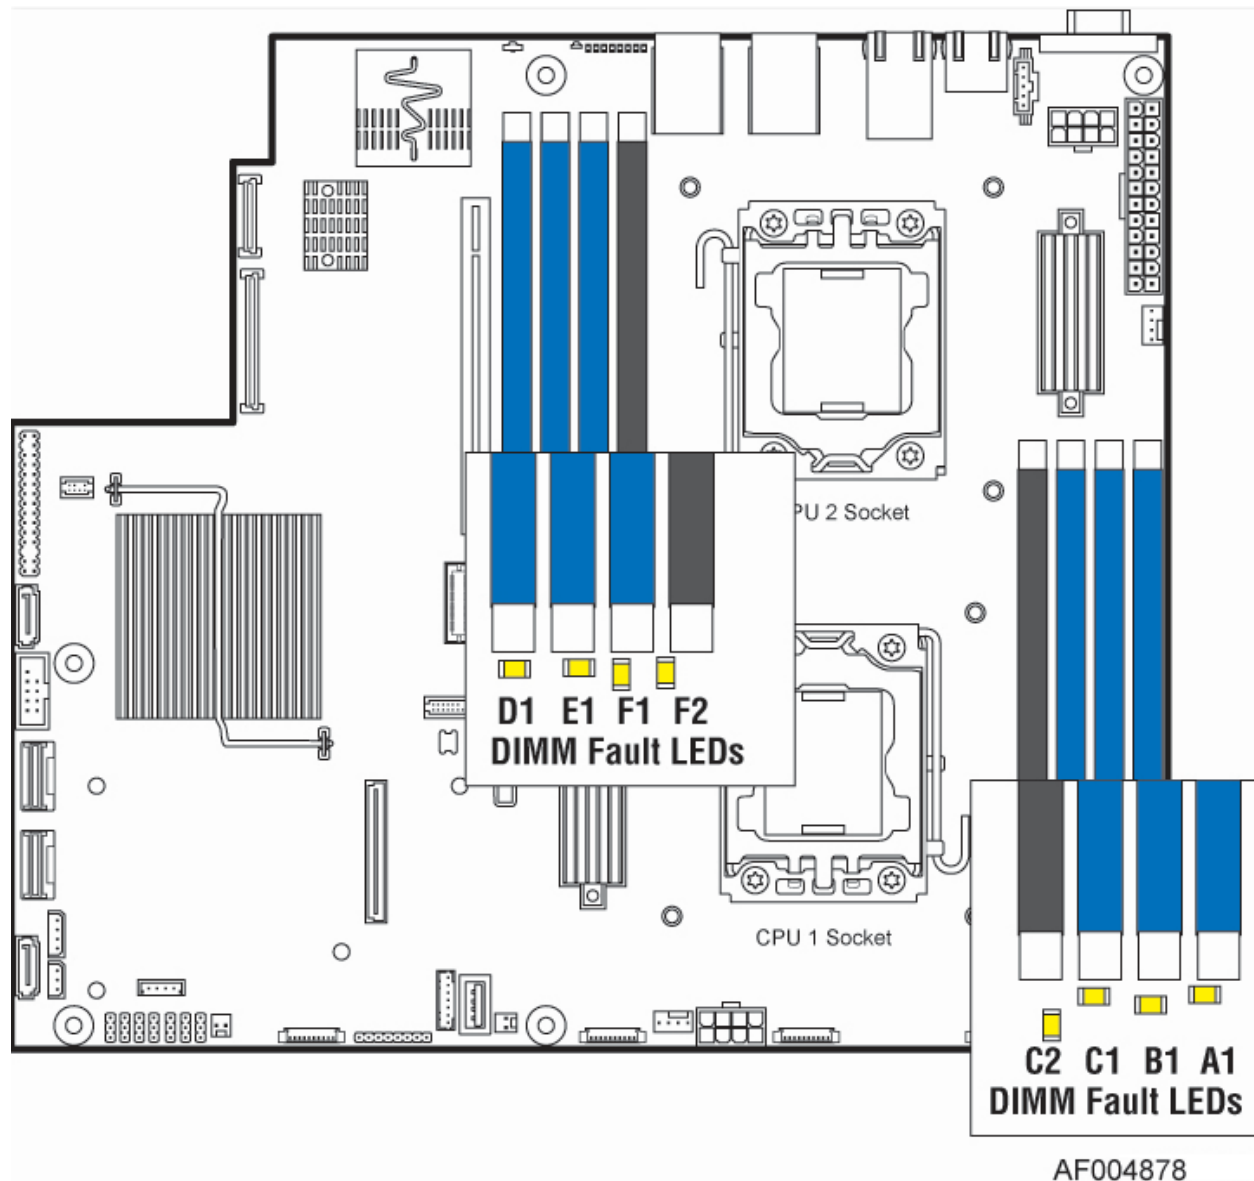 PU 2 Socket
D1 E1 F1 F2
DIMM Fault LEDs
CPU 1 Socket
C2 C1 B1 A1
DIMM Fault LEDs
AF004878